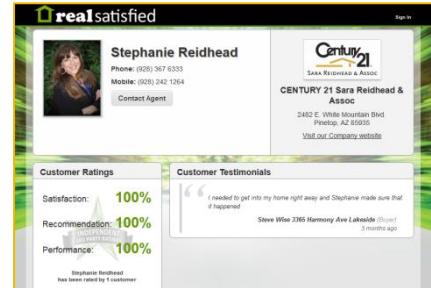 realsatisfied
Sign in
Stephanie Reidhead
Phone: (928) 367 6333
Mobile: (928) 242 1264
Contact Agent
Century 21
SARA REIDHEAD & ASSOC
CENTURY 21 Sara Reidhead &
Assoc
2482 E. White Mountain Blvd
Pinetop, AZ 85935
Visit our Company website
Customer Ratings
Satisfaction: 100%
Recommendation: 100%
Performance: 100%
INDEPENDENT
Stephanie Reidhead
has been rated by 1 customer
Customer Testimonials
I needed to get into my home right away and Stephanie made sure that
it happened
Steve Wise 3365 Harmony Ave Lakeside (Buyer)
3 months ago